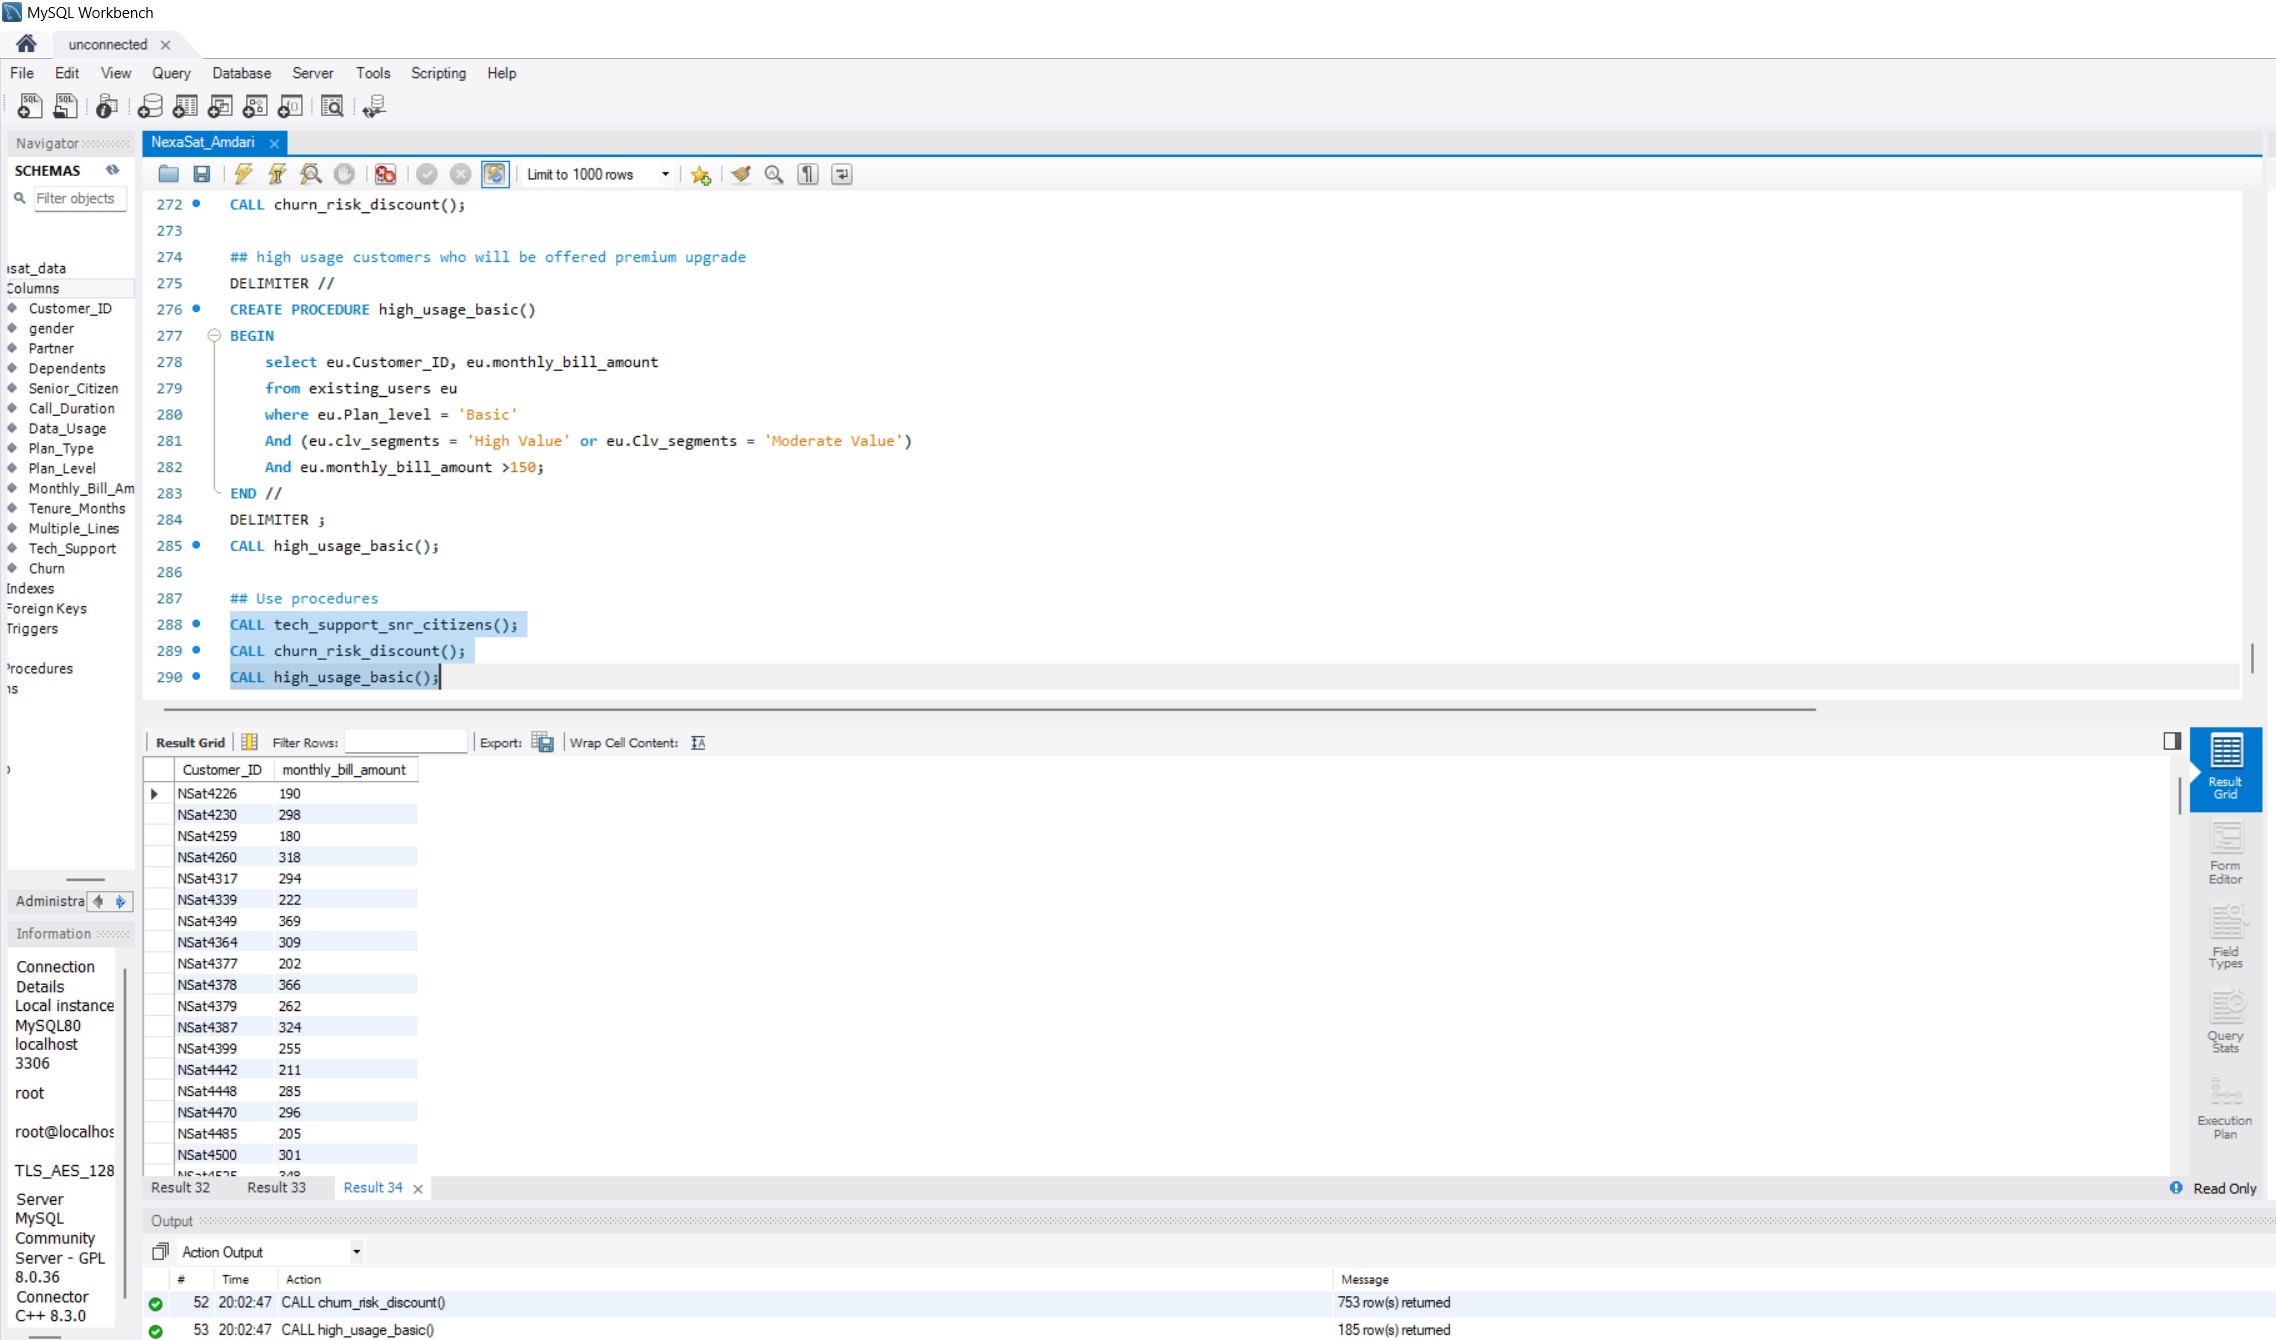 MySQL Workbench
unconnected
File Edit View Query Database Server Tools Scripting Help
Navigator
SCHEMAS
Filter objects
sat_data
Columns
Customer_ID
gender
Partner
Dependents
Senior_Citizen
Call_Duration
Data_Usage
Plan_Type
Plan_Level
Monthly_Bill_Am
Tenure_Months
Multiple_Lines
Tech_Support
Churn
Indexes
Foreign Keys
Triggers
Procedures
ns
Administra
Information
Connection
Details
Local instance
MySQL80
localhost
3306
root
root@localhos
TLS_AES_128
Server
MySQL
Community
Server - GPL
8.0.36
Connector
C++ 8.3.0
NexaSat_Amdari
Limit to 1000 rows
272 CALL churn_risk_discount();
273
274 ## high usage customers who will be offered premium upgrade
275 DELIMITER //
276 CREATE PROCEDURE high_usage_basic()
277 BEGIN
278 select eu.Customer_ID, eu.monthly_bill_amount
279 from existing_users eu
280 where eu.Plan_level = 'Basic'
281 And (eu.clv_segments = 'High Value' or eu.Clv_segments = 'Moderate Value')
282 And eu.monthly_bill_amount >150;
283 END //
284 DELIMITER ;
285 CALL high_usage_basic();
286
287 ## Use procedures
288 CALL tech_support_snr_citizens();
289 CALL churn_risk_discount();
290 CALL high_usage_basic();
Result Grid Filter Rows: Export: Wrap Cell Content:
Customer_ID monthly_bill_amount
NSat4226 190
NSat4230 298
NSat4259 180
NSat4260 318
NSat4317 294
NSat4339 222
NSat4349 369
NSat4364 309
NSat4377 202
NSat4378 366
NSat4379 262
NSat4387 324
NSat4399 255
NSat4442 211
NSat4448 285
NSat4470 296
NSat4485 205
NSat4500 301
Result
Grid
Form
Editor
Field
Types
Query
Stats
Execution
Plan
Result 32 Result 33 Result 34
Read Only
Output
Action Output
# Time Action Message
52 20:02:47 CALL churn_risk_discount() 753 row(s) returned
53 20:02:47 CALL high_usage_basic() 185 row(s) returned